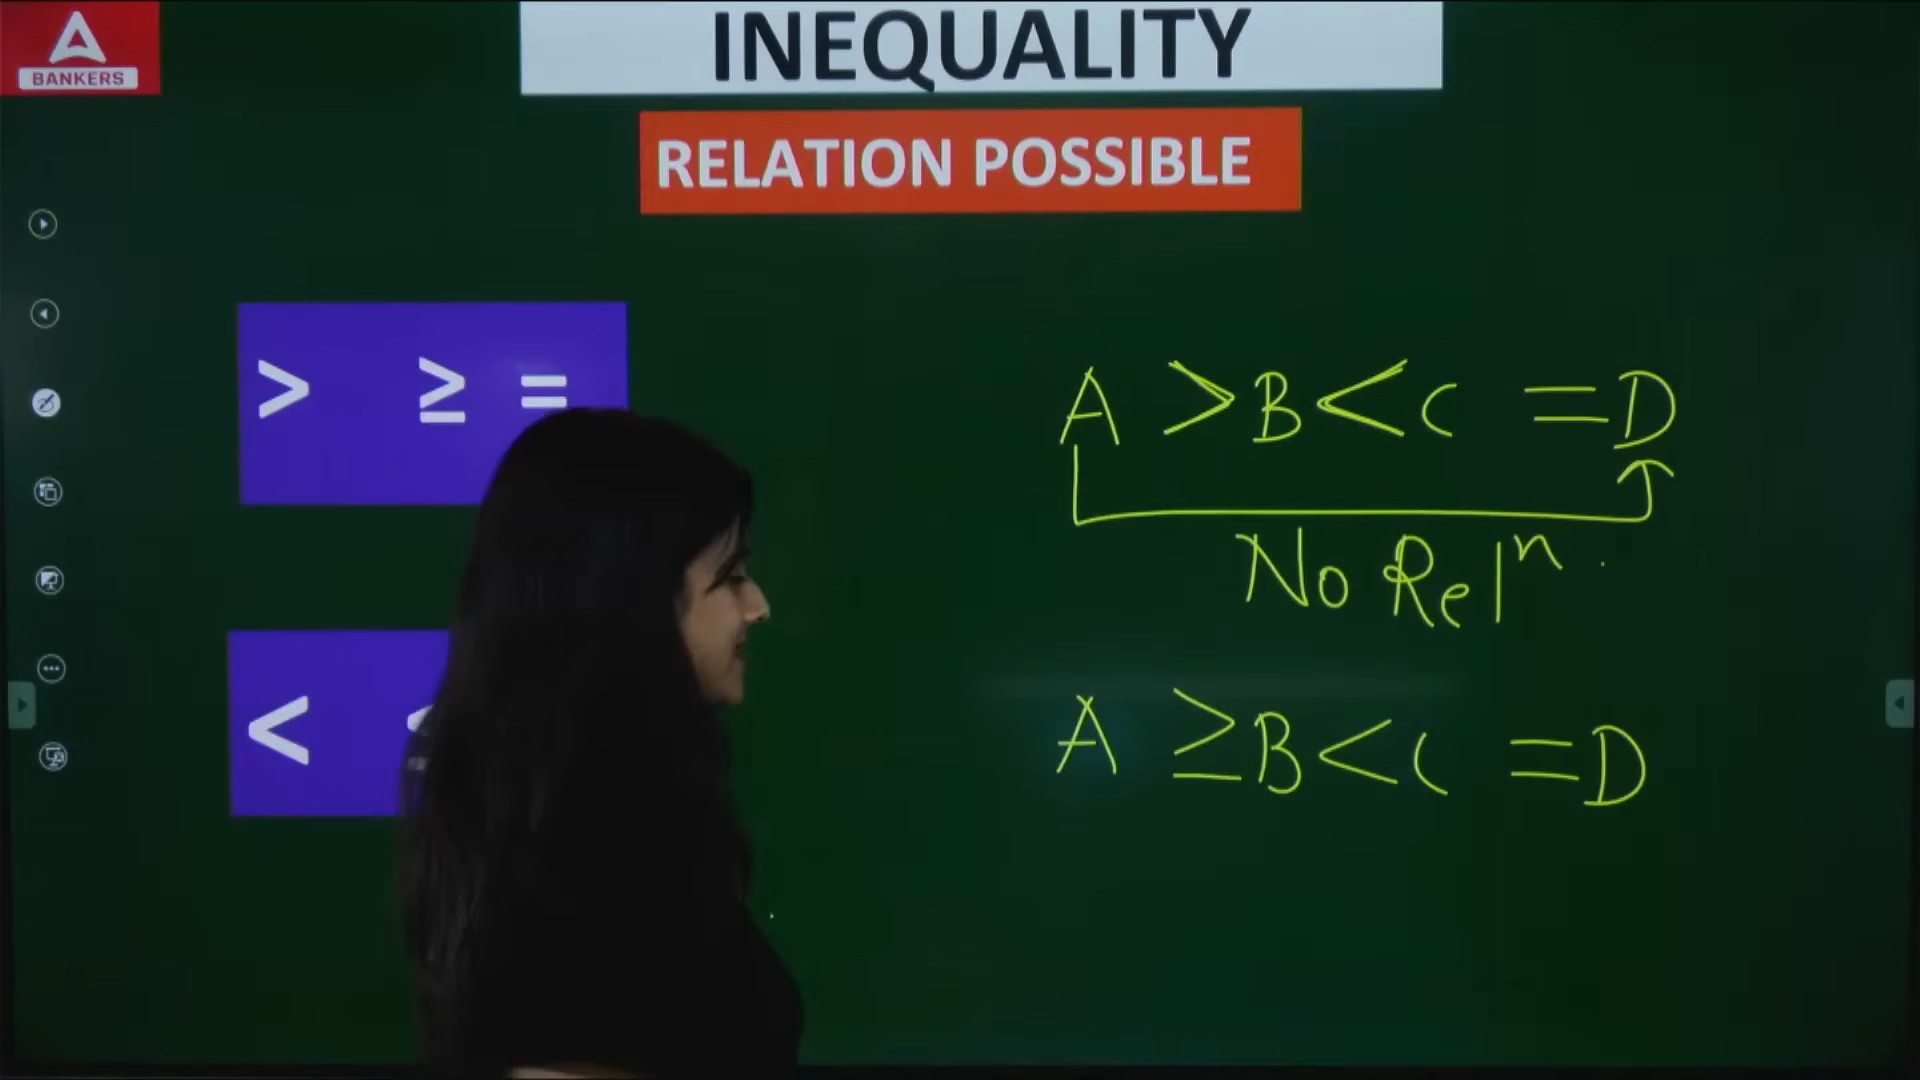 BANKERS
INEQUALITY
RELATION POSSIBLE
> ≥ =
A > B < C = D
No Relⁿ.
<
A ≥ B < C = D